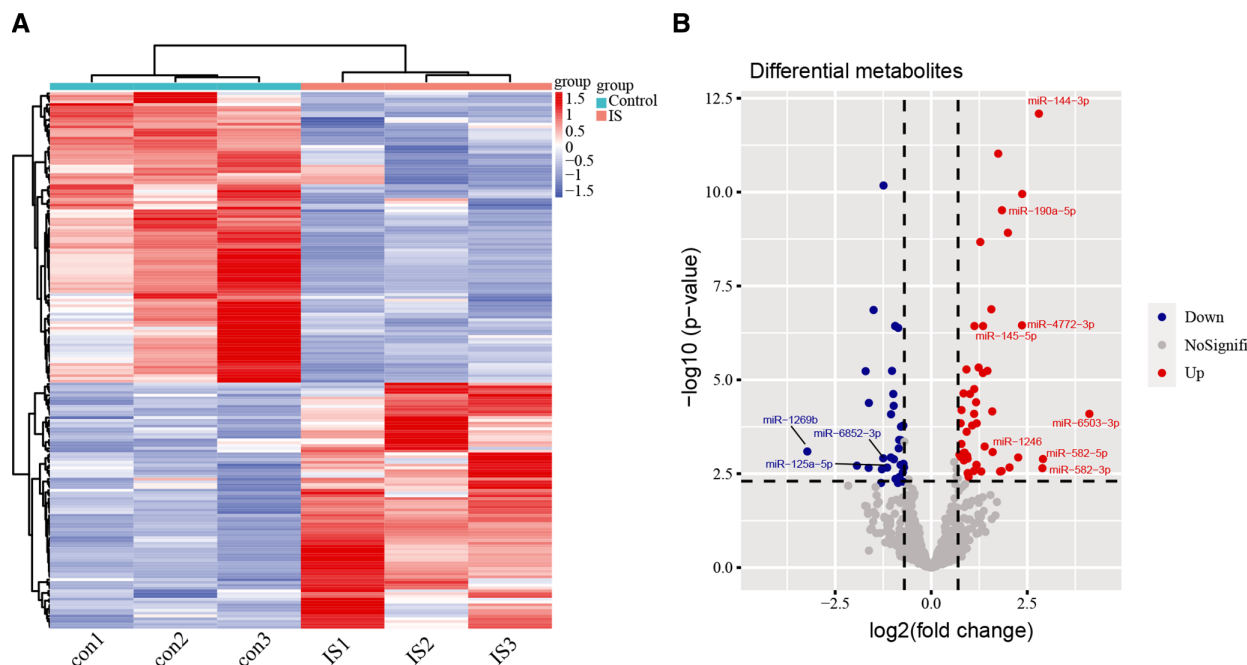 A
group
1.5
1
0.5
0
−0.5
−1
−1.5
group
Control
IS
con1
con2
con3
IS1
IS2
IS3
B
Differential metabolites
−log10 (p-value)
12.5
10.0
7.5
5.0
2.5
0.0
−2.5
0.0
2.5
log2(fold change)
miR−144−3p
miR−190a−5p
miR−4772−3p
miR−145−5p
miR−6503−3p
miR−1269b
miR−6852−3p
miR−125a−5p
miR−1246
miR−582−5p
miR−582−3p
Down
NoSignifi
Up